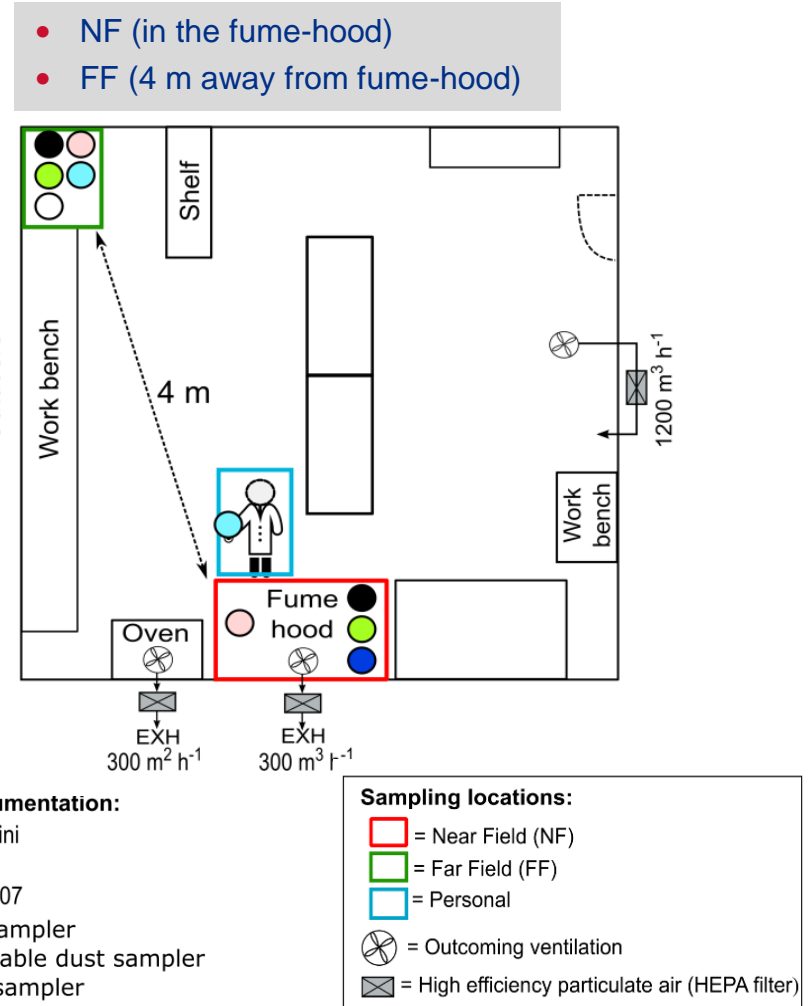 • NF (in the fume-hood)
• FF (4 m away from fume-hood)
Shelf
Work bench
4 m
1200 m³ h⁻¹
Work
bench
Fume
hood
Oven
EXH
300 m² h⁻¹
EXH
300 m³ h⁻¹
umentation:
ini
07
ampler
able dust sampler
sampler
Sampling locations:
= Near Field (NF)
= Far Field (FF)
= Personal
= Outcoming ventilation
= High efficiency particulate air (HEPA filter)